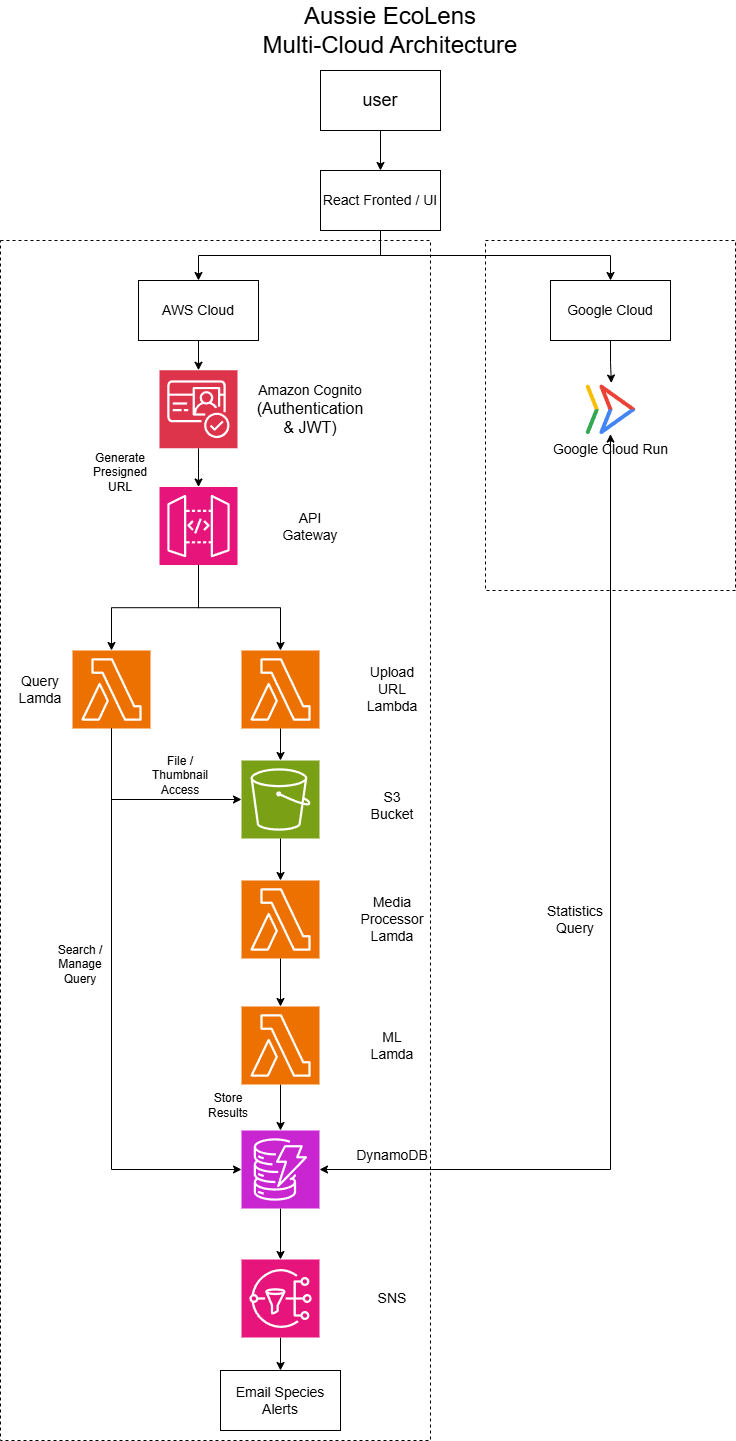 Aussie EcoLens
Multi-Cloud Architecture
user
React Fronted / UI
AWS Cloud
Google Cloud
Amazon Cognito
(Authentication
& JWT)
Google Cloud Run
Generate
Presigned
URL
API
Gateway
Query
Lamda
Upload
URL
Lambda
File /
Thumbnail
Access
S3
Bucket
Media
Processor
Lamda
Statistics
Query
Search /
Manage
Query
ML
Lamda
Store
Results
DynamoDB
SNS
Email Species
Alerts